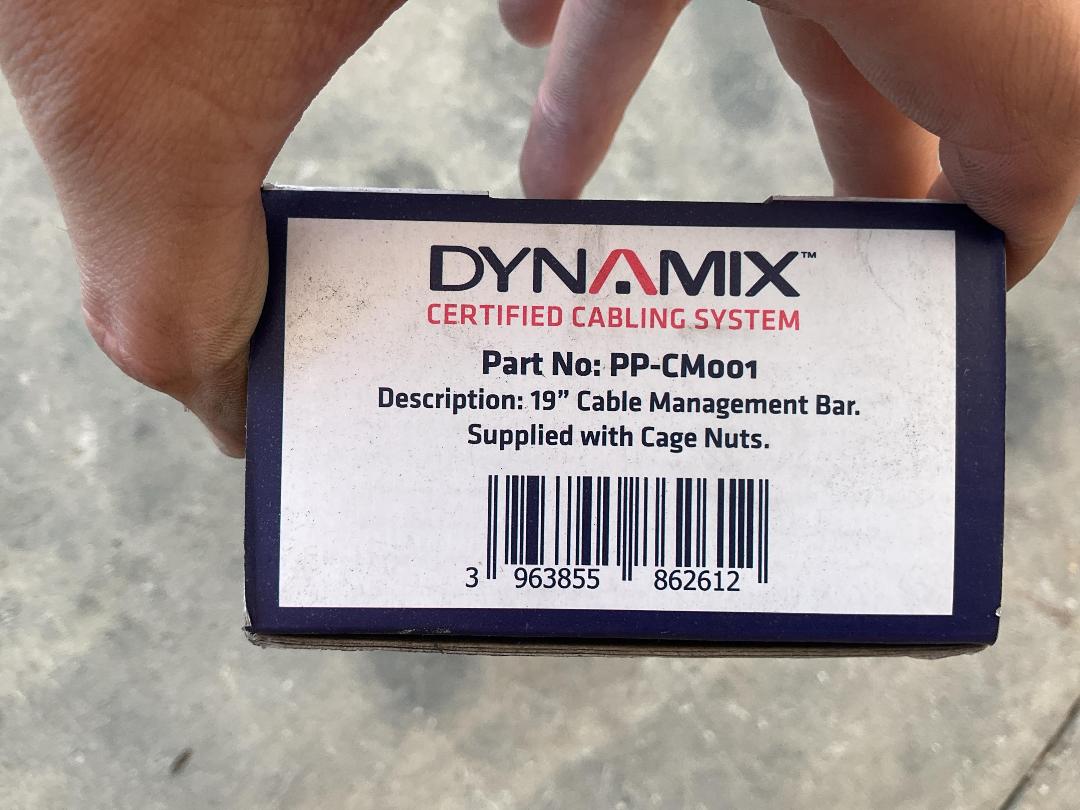 DYNAMIX™
CERTIFIED CABLING SYSTEM
Part No: PP-CM001
Description: 19” Cable Management Bar.
Supplied with Cage Nuts.
3 963855 862612